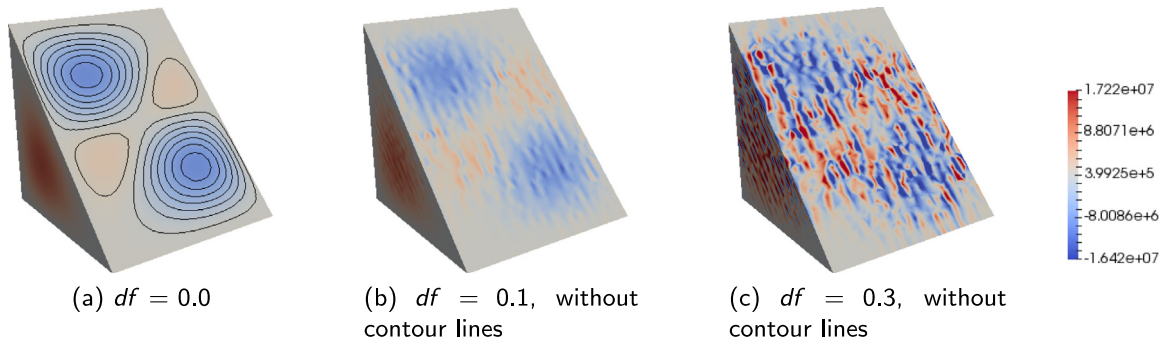 1.722e+07
8.8071e+6
3.9925e+5
-8.0086e+6
-1.642e+07
(a) df = 0.0
(b) df = 0.1, without
contour lines
(c) df = 0.3, without
contour lines